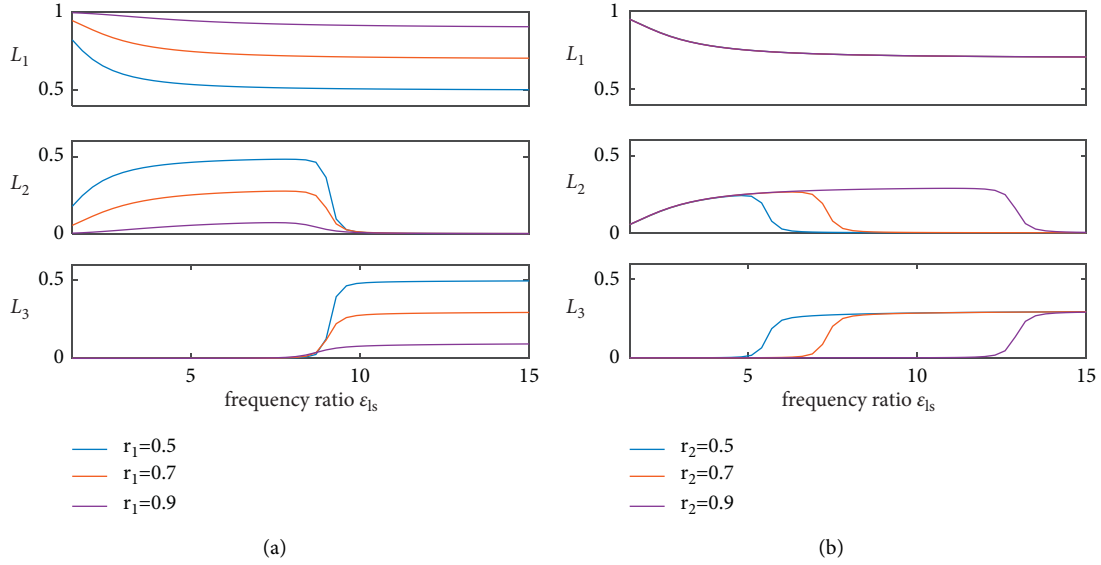 1
L₁
0.5
0.5
L₂
0
0.5
L₃
0
5
10
15
frequency ratio εₗₛ
r₁=0.5
r₁=0.7
r₁=0.9
(a)
1
L₁
0.5
0.5
L₂
0
0.5
L₃
0
5
10
15
frequency ratio εₗₛ
r₂=0.5
r₂=0.7
r₂=0.9
(b)